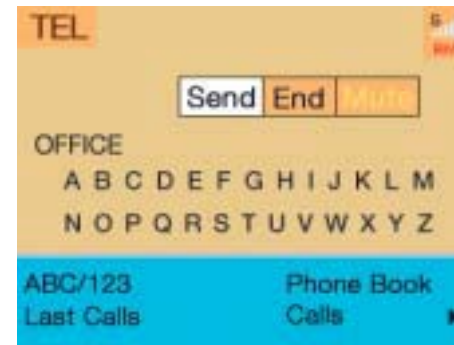 TEL
Send End Mute
OFFICE
A B C D E F G H I J K L M
N O P Q R S T U V W X Y Z
ABC/123 Phone Book
Last Calls Calls